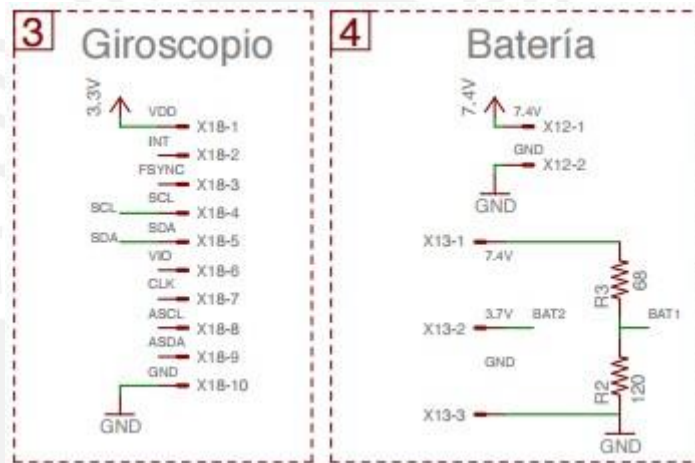 3 Giroscopio
3.3V
VDD X18-1
INT X18-2
FSYNC X18-3
SCL SCL X18-4
SDA SDA X18-5
VIO X18-6
CLK X18-7
ASCL X18-8
ASDA X18-9
GND X18-10
GND
4 Batería
7.4V
7.4V X12-1
GND X12-2
GND
X13-1 7.4V
R3 68
X13-2 3.7V BAT2 BAT1
GND
R2 120
X13-3
GND